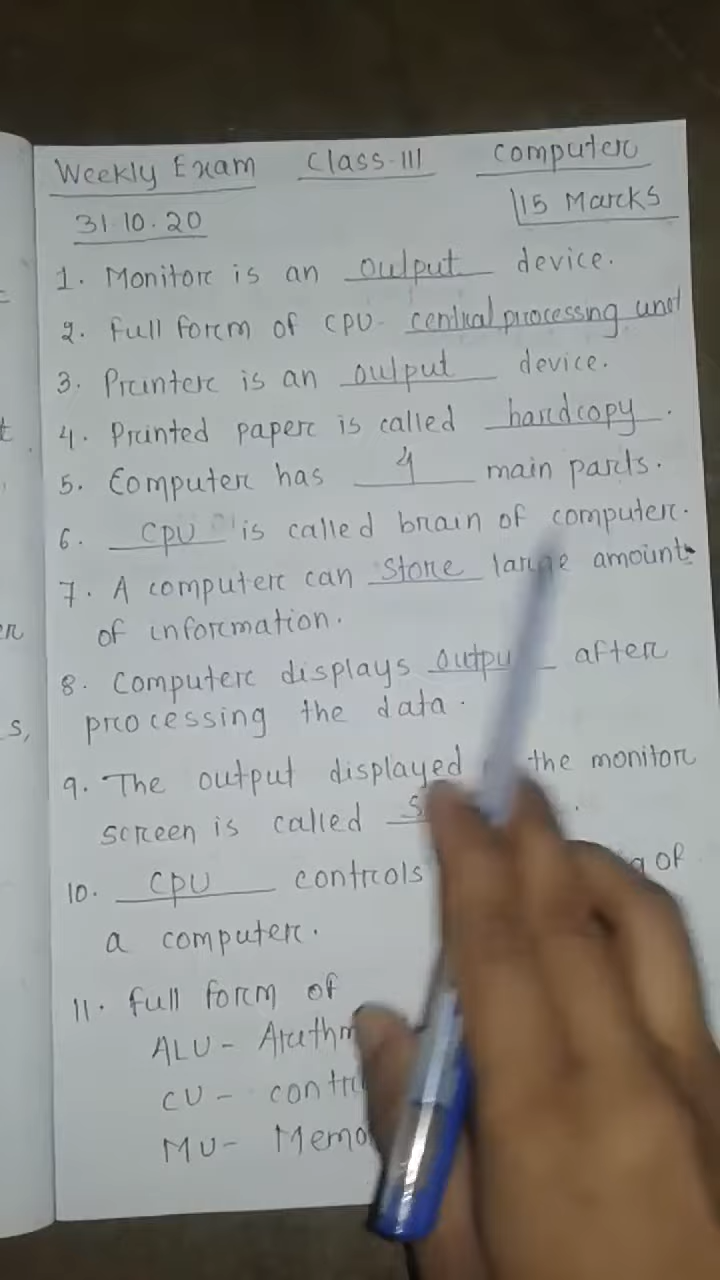 Weekly Exam Class-III Computer
31.10.20 15 Marks
1. Monitor is an output device.
2. Full form of CPU- central processing unit
3. Printer is an output device.
4. Printed paper is called hardcopy.
5. Computer has 4 main parts.
6. CPU is called brain of computer.
7. A computer can store large amount
of information.
8. Computer displays after
processing the data.
9. The output displayed the monitor
screen is called
10. CPU controls of
a computer.
11. Full form of
ALU-
CU-
MU-